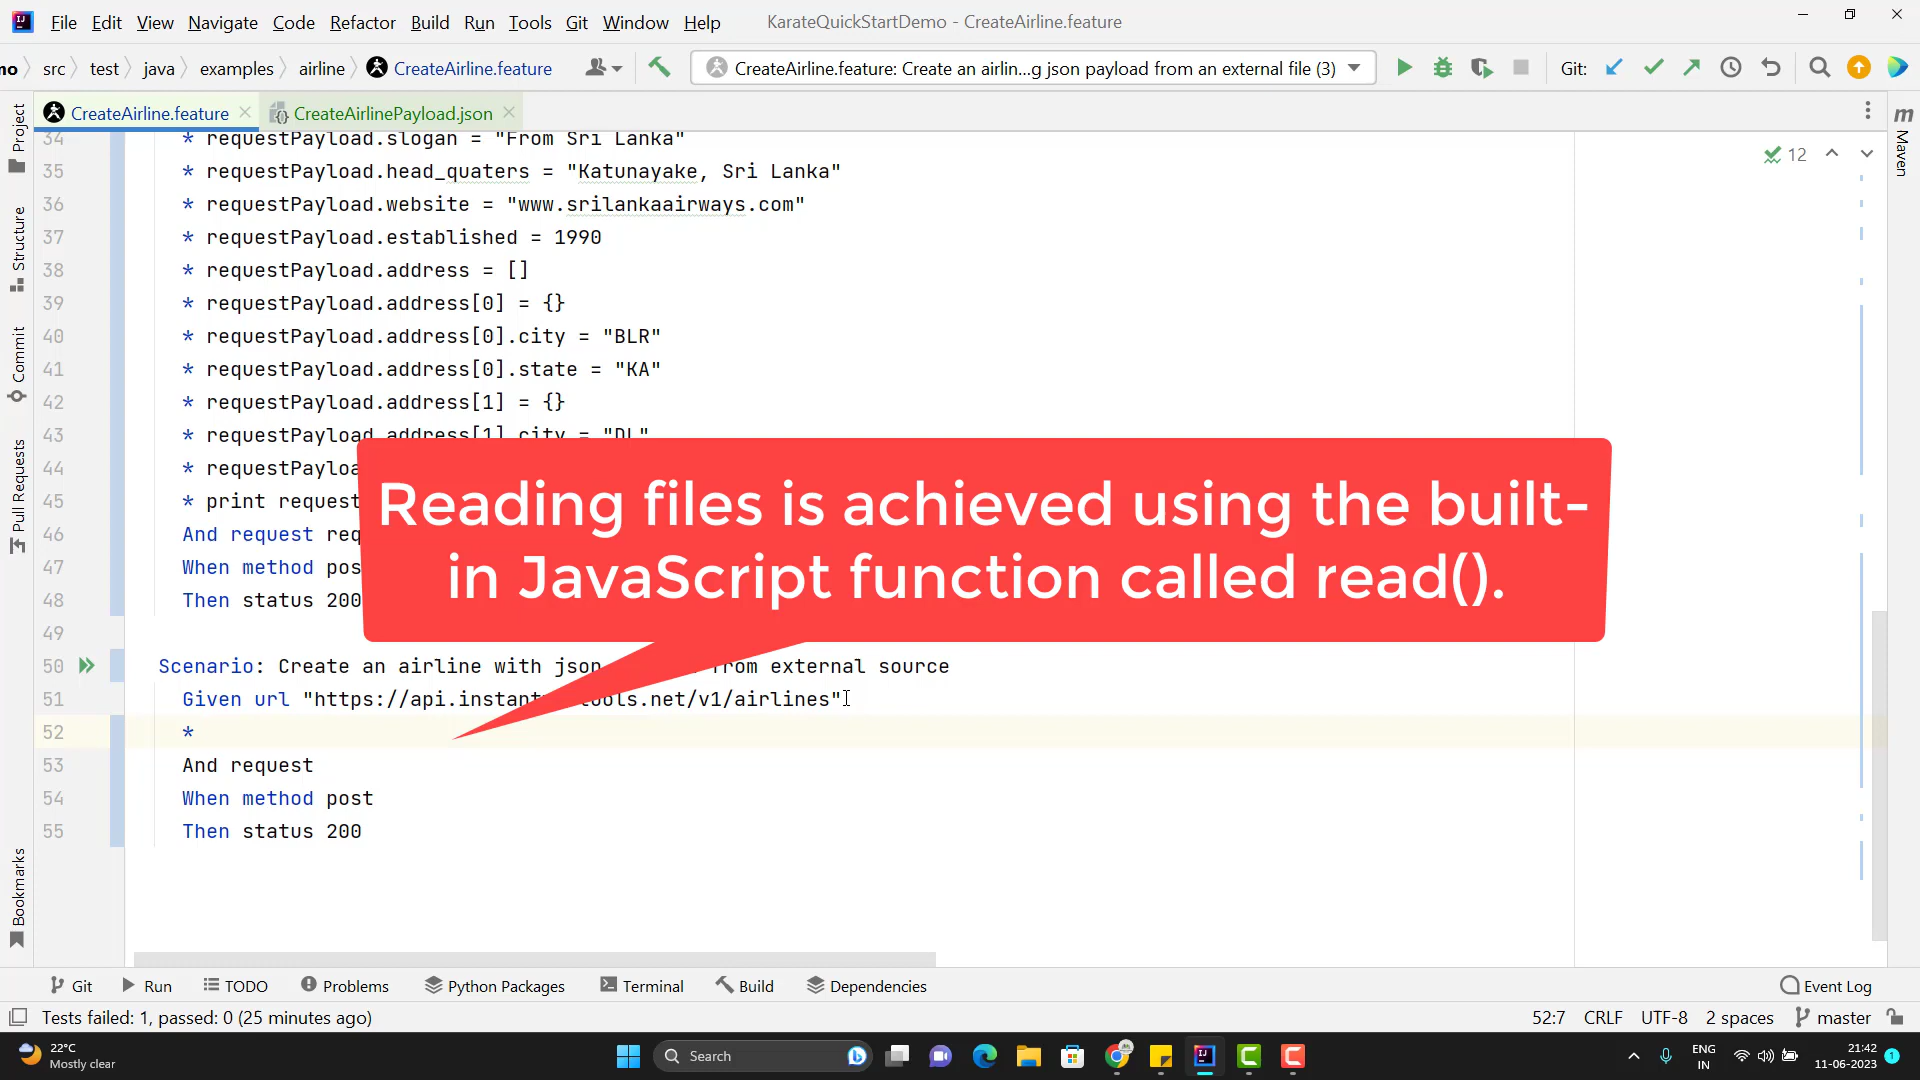 File Edit View Navigate Code Refactor Build Run Tools Git Window Help KarateQuickStartDemo - CreateAirline.feature
mo src test java examples airline CreateAirline.feature CreateAirline.feature: Create an airlin...g json payload from an external file (3) Git:
CreateAirline.feature CreateAirlinePayload.json
34 * requestPayload.slogan = "From Sri Lanka"
12
35 * requestPayload.head_quaters = "Katunayake, Sri Lanka"
36 * requestPayload.website = "www.srilankaairways.com"
37 * requestPayload.established = 1990
38 * requestPayload.address = []
39 * requestPayload.address[0] = {}
40 * requestPayload.address[0].city = "BLR"
41 * requestPayload.address[0].state = "KA"
42 * requestPayload.address[1] = {}
43 * requestPayload.address[1].city = "DL"
44 * requestPayloa
45 * print request
46 And request req
47 When method pos
48 Then status 200
49
Reading files is achieved using the built-
in JavaScript function called read().
50 Scenario: Create an airline with json from external source
51 Given url "https://api.instant tools.net/v1/airlines"
52 *
53 And request
54 When method post
55 Then status 200
Project
Structure
Commit
Pull Requests
Bookmarks
m
Maven
Git Run TODO Problems Python Packages Terminal Build Dependencies Event Log
Tests failed: 1, passed: 0 (25 minutes ago) 52:7 CRLF UTF-8 2 spaces master
22°C
Mostly clear
Search
ENG
IN
21:42
11-06-2023
1